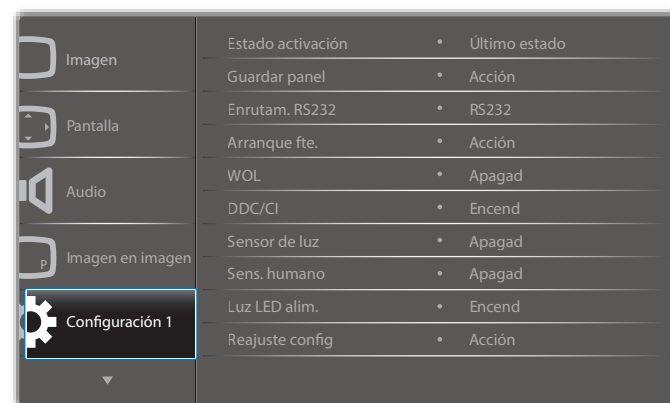 Imagen
Pantalla
Audio
P
Imagen en imagen
Configuración 1
Estado activación • Último estado
Guardar panel • Acción
Enrutam. RS232 • RS232
Arranque fte. • Acción
WOL • Apagad
DDC/CI • Encend
Sensor de luz • Apagad
Sens. humano • Apagad
Luz LED alim. • Encend
Reajuste config • Acción